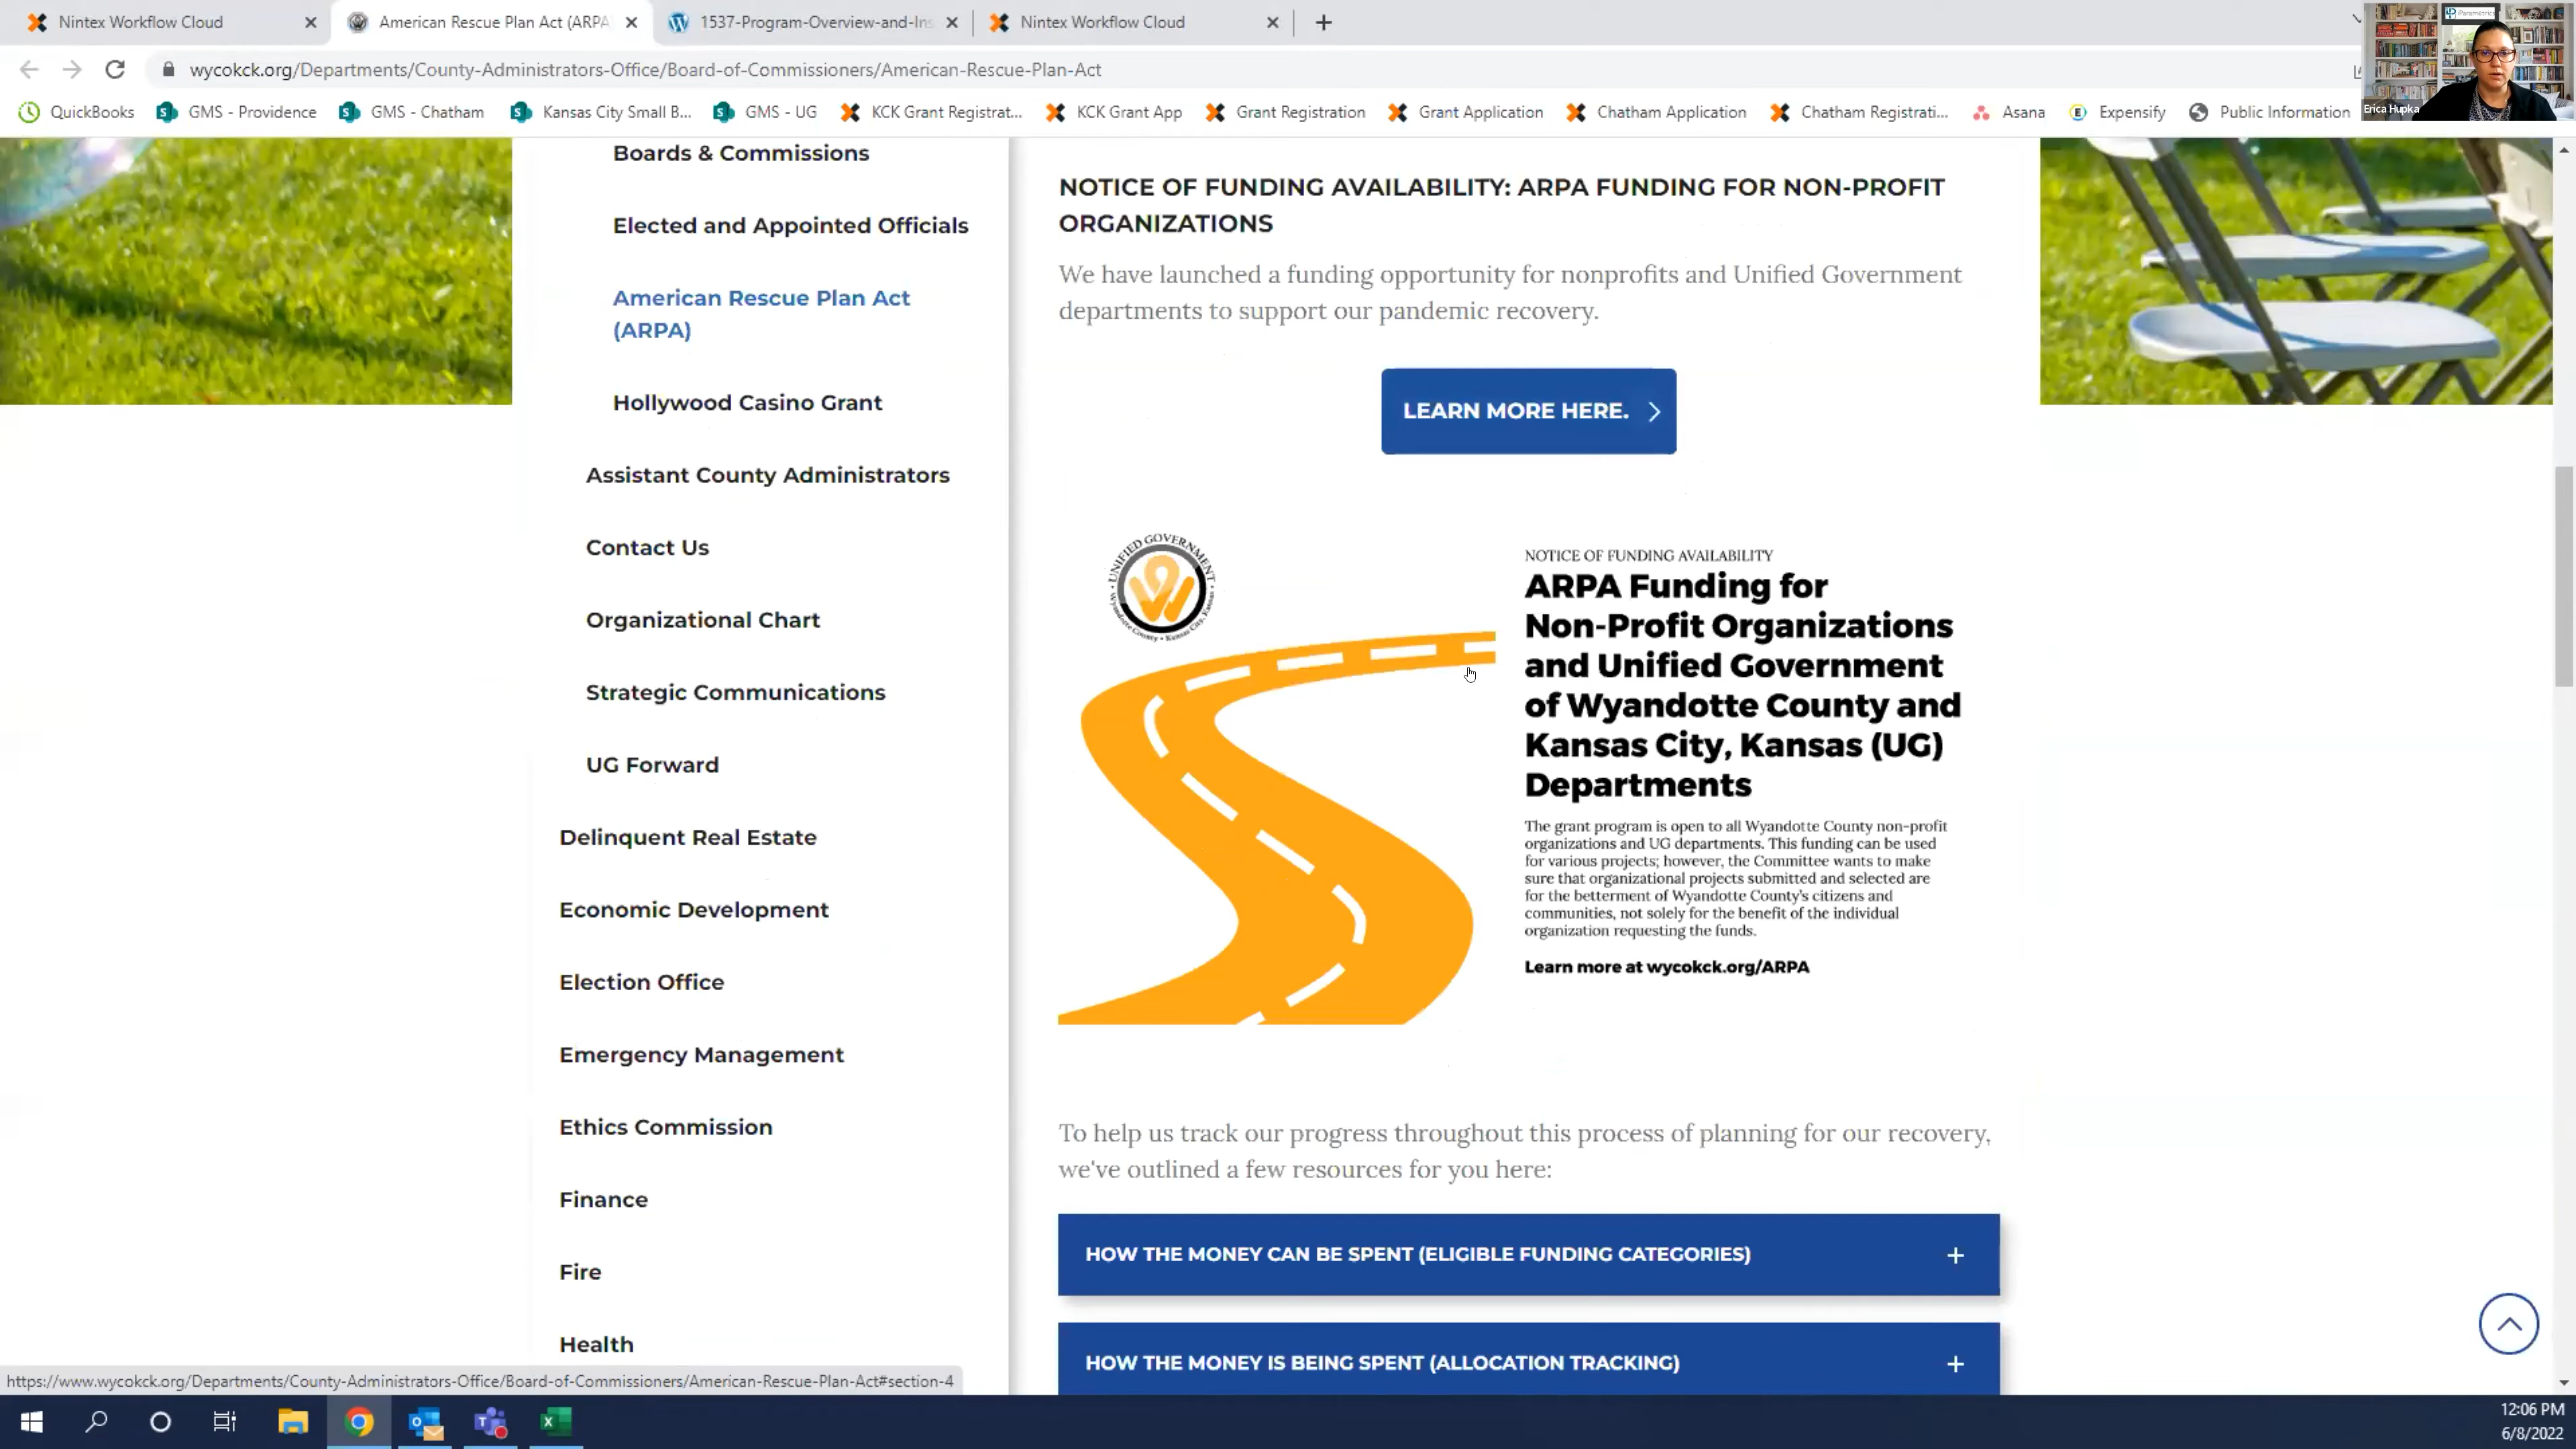 Nintex Workflow Cloud
American Rescue Plan Act (ARPA
1537-Program-Overview-and-Ins
Nintex Workflow Cloud
wycokck.org/Departments/County-Administrators-Office/Board-of-Commissioners/American-Rescue-Plan-Act
QuickBooks
GMS - Providence
GMS - Chatham
Kansas City Small B...
GMS - UG
KCK Grant Registrat...
KCK Grant App
Grant Registration
Grant Application
Chatham Application
Chatham Registrati...
Asana
Expensify
Public Information
Erica Hupka
Boards & Commissions
Elected and Appointed Officials
American Rescue Plan Act
(ARPA)
Hollywood Casino Grant
Assistant County Administrators
Contact Us
Organizational Chart
Strategic Communications
UG Forward
Delinquent Real Estate
Economic Development
Election Office
Emergency Management
Ethics Commission
Finance
Fire
Health
NOTICE OF FUNDING AVAILABILITY: ARPA FUNDING FOR NON-PROFIT
ORGANIZATIONS
We have launched a funding opportunity for nonprofits and Unified Government
departments to support our pandemic recovery.
LEARN MORE HERE.
UNIFIED GOVERNMENT
Wyandotte County • Kansas City, Kansas
NOTICE OF FUNDING AVAILABILITY
ARPA Funding for
Non-Profit Organizations
and Unified Government
of Wyandotte County and
Kansas City, Kansas (UG)
Departments
The grant program is open to all Wyandotte County non-profit
organizations and UG departments. This funding can be used
for various projects; however, the Committee wants to make
sure that organizational projects submitted and selected are
for the betterment of Wyandotte County's citizens and
communities, not solely for the benefit of the individual
organization requesting the funds.
Learn more at wycokck.org/ARPA
To help us track our progress throughout this process of planning for our recovery,
we've outlined a few resources for you here:
HOW THE MONEY CAN BE SPENT (ELIGIBLE FUNDING CATEGORIES)
HOW THE MONEY IS BEING SPENT (ALLOCATION TRACKING)
https://www.wycokck.org/Departments/County-Administrators-Office/Board-of-Commissioners/American-Rescue-Plan-Act#section-4
12:06 PM
6/8/2022